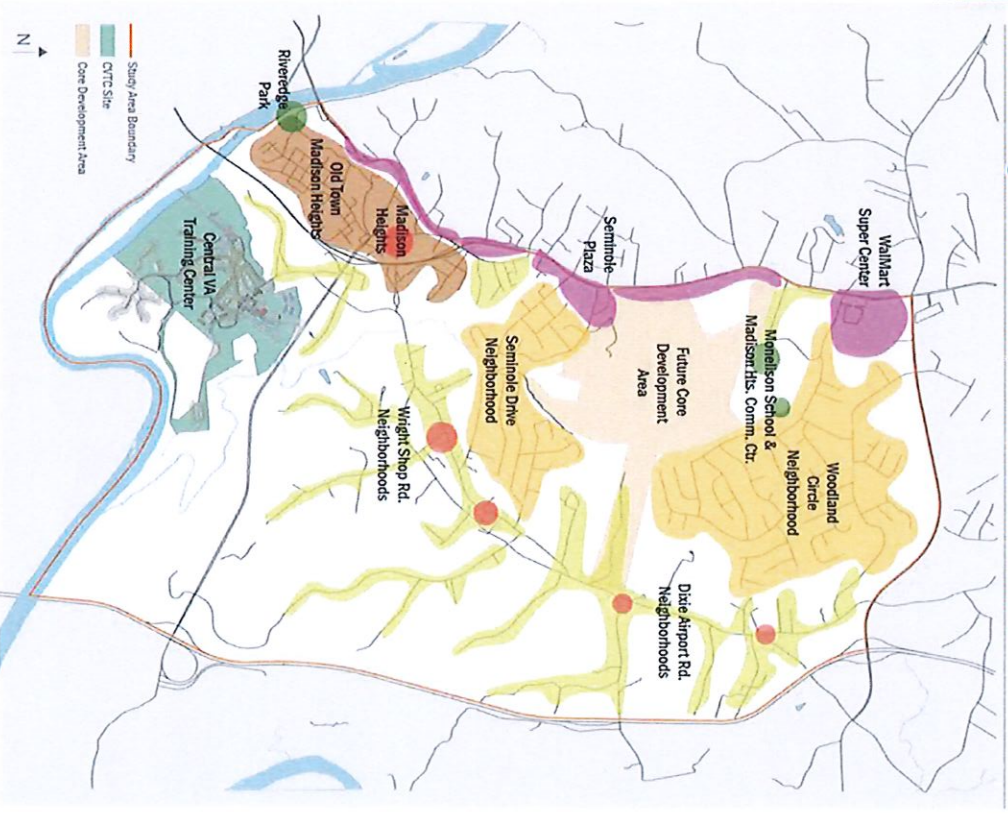 WalMart
Super Center
Seminole
Plaza
Monelison School &
Madison Hts. Comm. Ctr.
Woodland
Circle
Neighborhood
Future Core
Development
Area
Riveredge
Park
Old Town
Madison Heights
Madison
Heights
Seminole Drive
Neighborhood
Dixie Airport Rd.
Neighborhoods
Wright Shop Rd.
Neighborhoods
Central VA
Training Center
Study Area Boundary
CVTC Site
Core Development Area
N